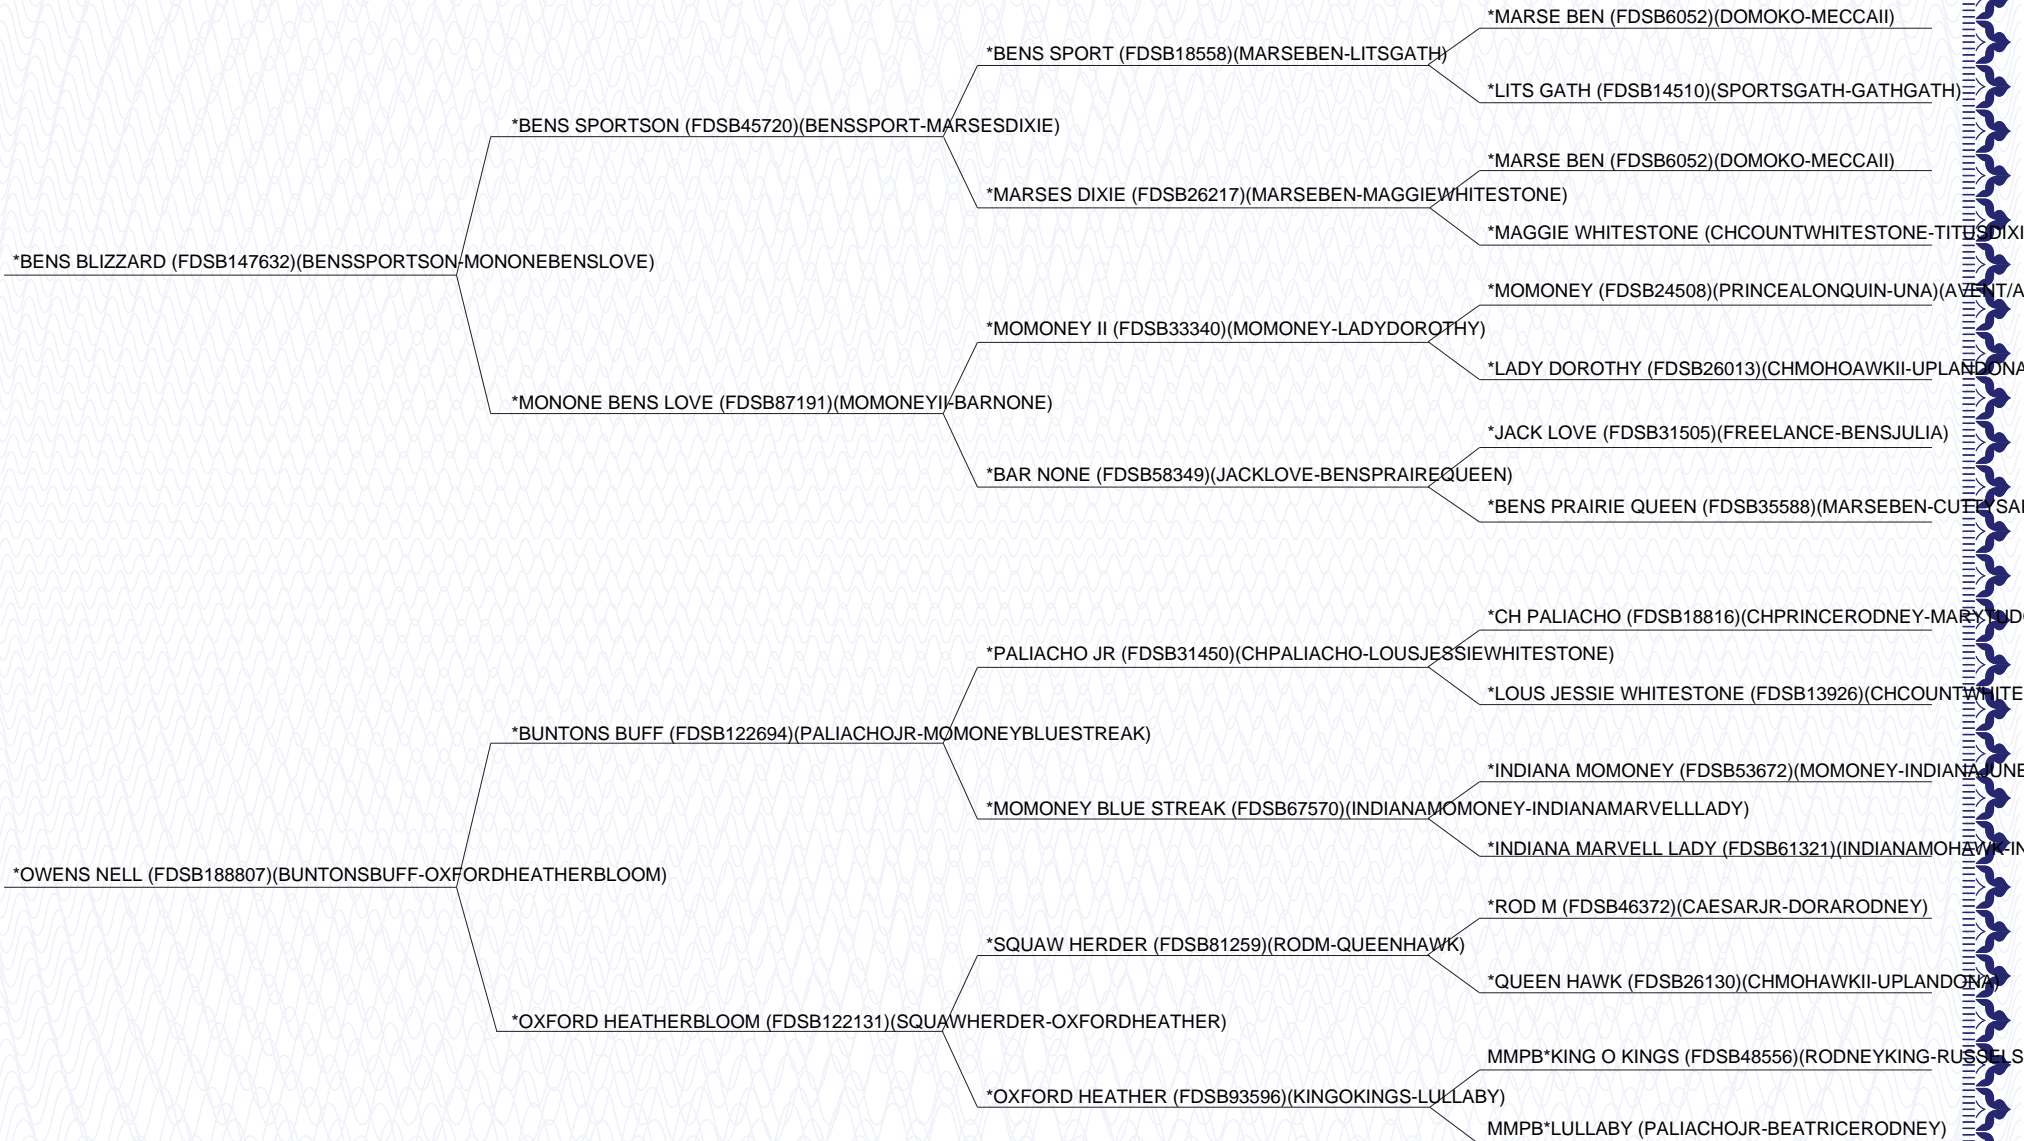 *MARSE BEN (FDSB6052)(DOMOKO-MECCAII)
*BENS SPORT (FDSB18558)(MARSEBEN-LITSGATH)
*LITS GATH (FDSB14510)(SPORTSGATH-GATHGATH)
*BENS SPORTSON (FDSB45720)(BENSSPORT-MARSESDIXIE)
*MARSE BEN (FDSB6052)(DOMOKO-MECCAII)
*MARSES DIXIE (FDSB26217)(MARSEBEN-MAGGIEWHITESTONE)
*MAGGIE WHITESTONE (CHCOUNTWHITESTONE-TITUSDIXI
*BENS BLIZZARD (FDSB147632)(BENSSPORTSON-MONONEBENSLOVE)
*MOMONEY (FDSB24508)(PRINCEALONQUIN-UNA)(AVENT/A
*MOMONEY II (FDSB33340)(MOMONEY-LADYDOROTHY)
*LADY DOROTHY (FDSB26013)(CHMOHOAWKII-UPLANDONA
*MONONE BENS LOVE (FDSB87191)(MOMONEYII-BARNONE)
*JACK LOVE (FDSB31505)(FREELANCE-BENSJULIA)
*BAR NONE (FDSB58349)(JACKLOVE-BENSPRAIREQUEEN)
*BENS PRAIRIE QUEEN (FDSB35588)(MARSEBEN-CUTTYSA
*CH PALIACHO (FDSB18816)(CHPRINCERODNEY-MARYTUD
*PALIACHO JR (FDSB31450)(CHPALIACHO-LOUSJESSIEWHITESTONE)
*LOUS JESSIE WHITESTONE (FDSB13926)(CHCOUNTWHITE
*BUNTONS BUFF (FDSB122694)(PALIACHOJR-MOMONEYBLUESTREAK)
*INDIANA MOMONEY (FDSB53672)(MOMONEY-INDIANAJUNE
*MOMONEY BLUE STREAK (FDSB67570)(INDIANAMOMONEY-INDIANAMARVELLLADY)
*INDIANA MARVELL LADY (FDSB61321)(INDIANAMOHAWK-IN
*OWENS NELL (FDSB188807)(BUNTONSBUFF-OXFORDHEATHERBLOOM)
*ROD M (FDSB46372)(CAESARJR-DORARODNEY)
*SQUAW HERDER (FDSB81259)(RODM-QUEENHAWK)
*QUEEN HAWK (FDSB26130)(CHMOHAWKII-UPLANDONA)
*OXFORD HEATHERBLOOM (FDSB122131)(SQUAWHERDER-OXFORDHEATHER)
MMPB*KING O KINGS (FDSB48556)(RODNEYKING-RUSSELS
*OXFORD HEATHER (FDSB93596)(KINGOKINGS-LULLABY)
MMPB*LULLABY (PALIACHOJR-BEATRICERODNEY)